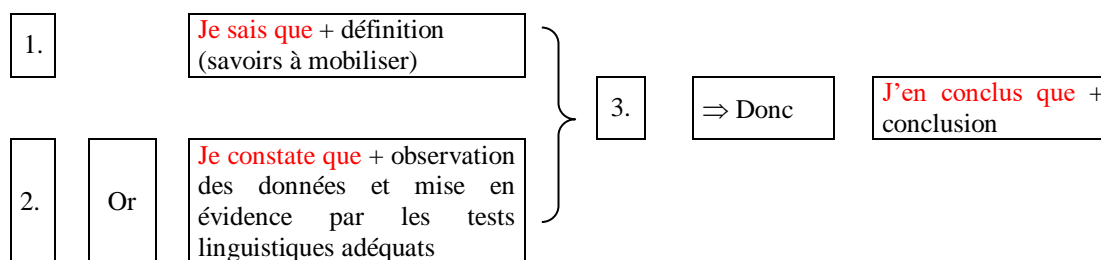 1.
Je sais que + définition
(savoirs à mobiliser)
2.
Or
Je constate que + observation
des données et mise en
évidence par les tests
linguistiques adéquats
3.
⇒ Donc
J'en conclus que +
conclusion